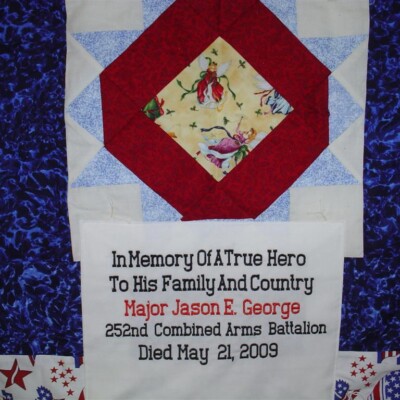 In Memory Of A True Hero
To His Family And Country
Major Jason E. George
252nd Combined Arms Battalion
Died May 21, 2009